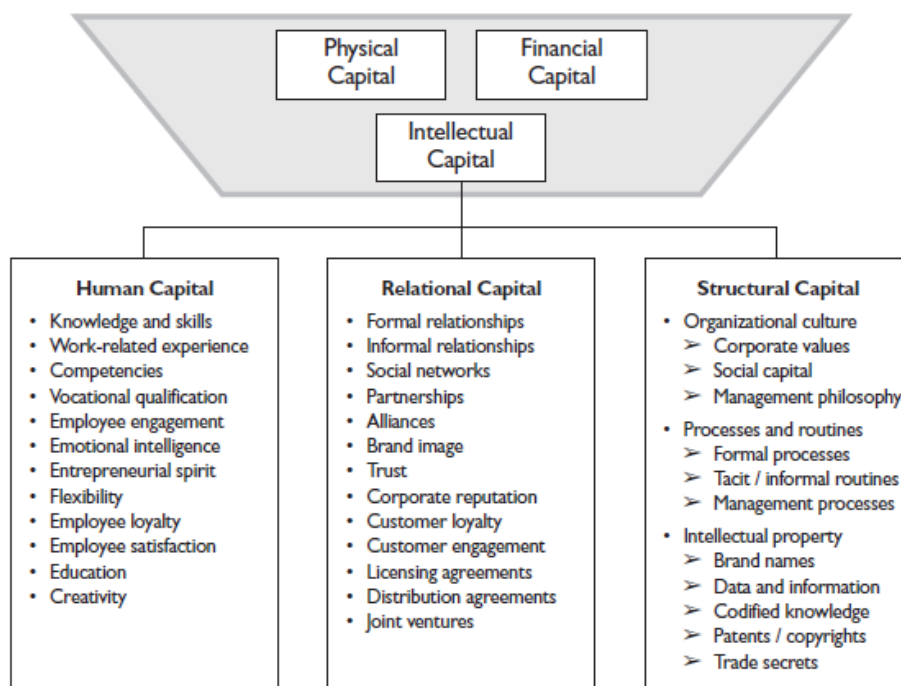 Physical
Capital
Financial
Capital
Intellectual
Capital
Human Capital
• Knowledge and skills
• Work-related experience
• Competencies
• Vocational qualification
• Employee engagement
• Emotional intelligence
• Entrepreneurial spirit
• Flexibility
• Employee loyalty
• Employee satisfaction
• Education
• Creativity
Relational Capital
• Formal relationships
• Informal relationships
• Social networks
• Partnerships
• Alliances
• Brand image
• Trust
• Corporate reputation
• Customer loyalty
• Customer engagement
• Licensing agreements
• Distribution agreements
• Joint ventures
Structural Capital
• Organizational culture
➢ Corporate values
➢ Social capital
➢ Management philosophy
• Processes and routines
➢ Formal processes
➢ Tacit / informal routines
➢ Management processes
• Intellectual property
➢ Brand names
➢ Data and information
➢ Codified knowledge
➢ Patents / copyrights
➢ Trade secrets